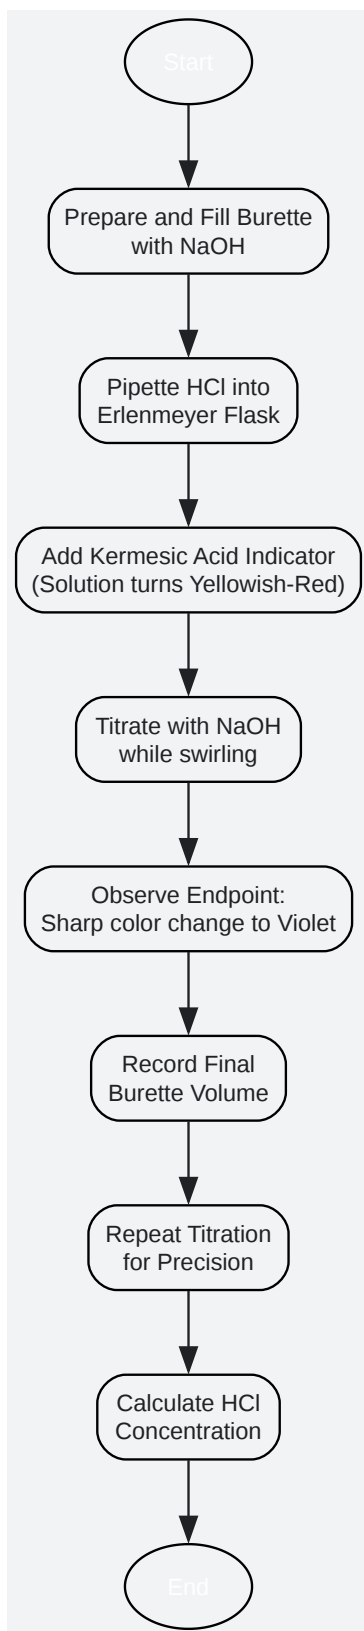 Start
Prepare and Fill Burette
with NaOH
Pipette HCl into
Erlenmeyer Flask
Add Kermesic Acid Indicator
(Solution turns Yellowish-Red)
Titrate with NaOH
while swirling
Observe Endpoint:
Sharp color change to Violet
Record Final
Burette Volume
Repeat Titration
for Precision
Calculate HCl
Concentration
End